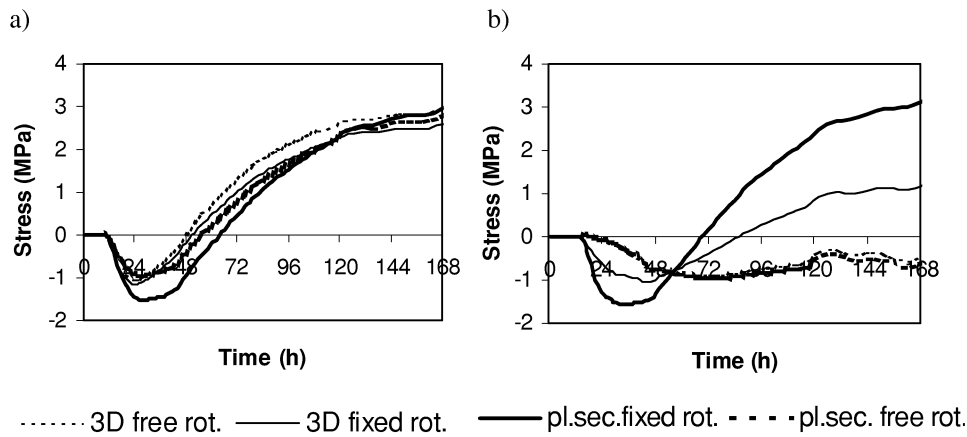 a)
4
3
2
1
0
-1
-2
Stress (MPa)
0 24 48 72 96 120 144 168
Time (h)
b)
4
3
2
1
0
-1
-2
Stress (MPa)
0 24 48 72 96 120 144 168
Time (h)
3D free rot. 3D fixed rot. pl.sec.fixed rot. pl.sec. free rot.